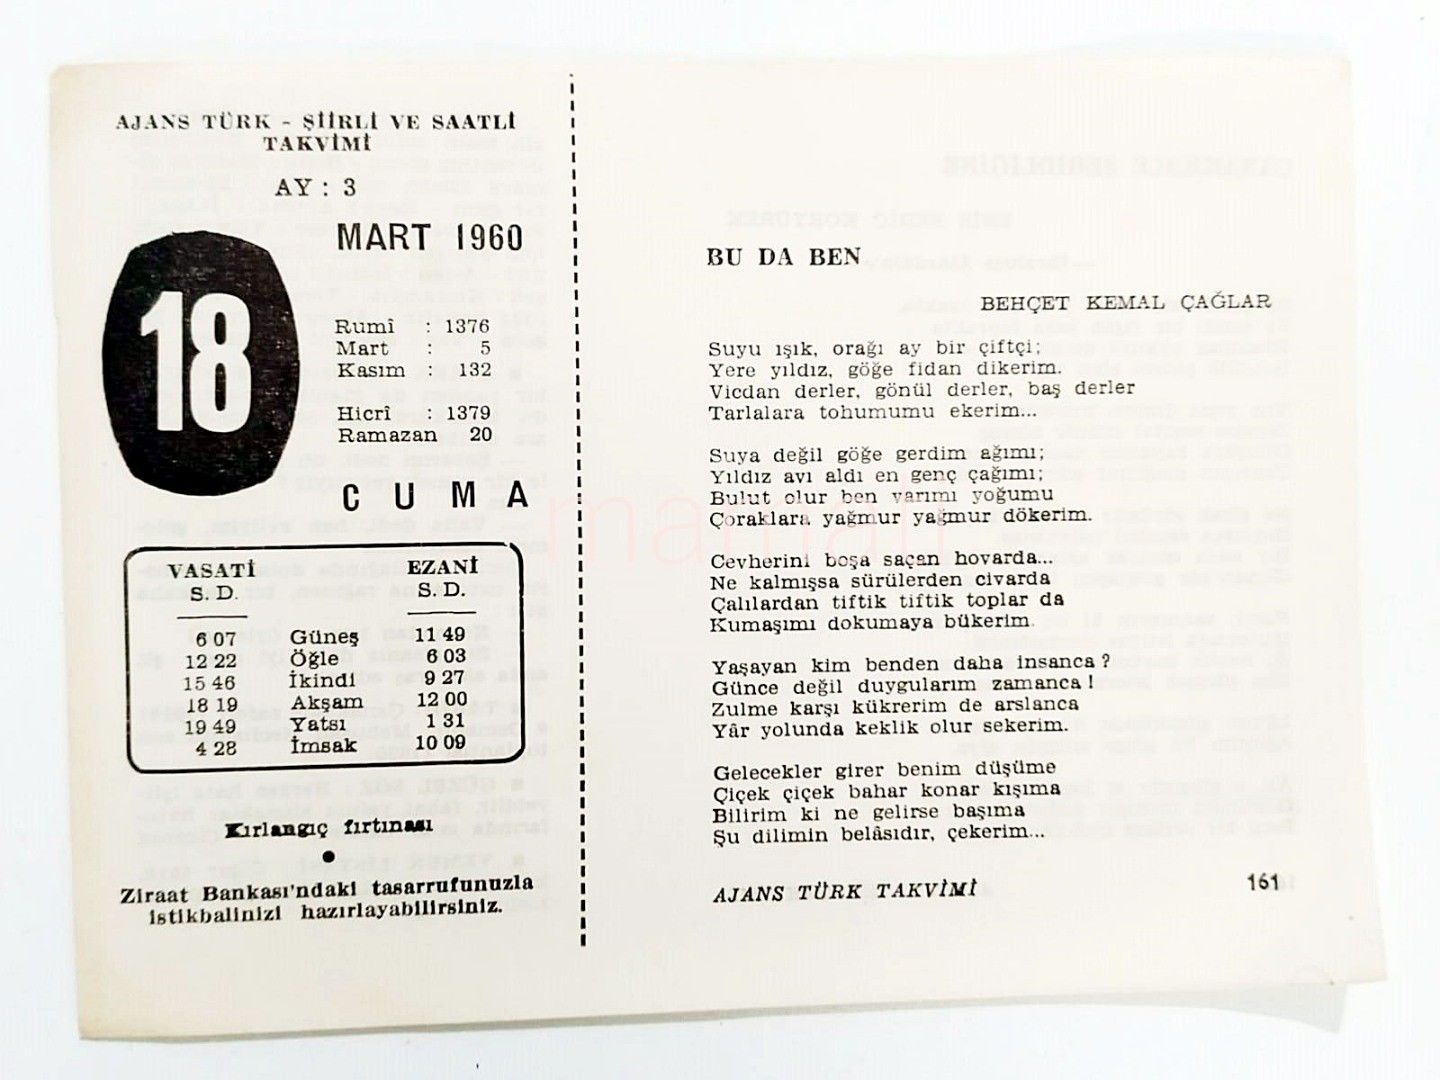 AJANS TÜRK - ŞİİRLİ VE SAATLİ
TAKVİMİ
AY : 3
MART 1960
18
Rumî : 1376
Mart : 5
Kasım : 132
Hicrî : 1379
Ramazan 20
CUMA
VASATİ EZANİ
S. D. S. D.
6 07 Güneş 11 49
12 22 Öğle 6 03
15 46 İkindi 9 27
18 19 Akşam 12 00
19 49 Yatsı 1 31
4 28 İmsak 10 09
Kırlangıç fırtınası
Ziraat Bankası'ndaki tasarrufunuzla
istikbalinizi hazırlayabilirsiniz.
BU DA BEN
BEHÇET KEMAL ÇAĞLAR
Suyu ışık, orağı ay bir çiftçi;
Yere yıldız, göğe fidan dikerim.
Vicdan derler, gönül derler, baş derler
Tarlalara tohumumu ekerim...
Suya değil göğe gerdim ağımı;
Yıldız avı aldı en genç çağımı;
Bulut olur ben varımı yoğumu
Çoraklara yağmur yağmur dökerim.
Cevherini boşa saçan hovarda...
Ne kalmışsa sürülerden civarda
Çalılardan tiftik tiftik toplar da
Kumaşımı dokumaya bükerim.
Yaşayan kim benden daha insanca?
Günce değil duygularım zamanca!
Zulme karşı kükrerim de arslanca
Yâr yolunda keklik olur sekerim.
Gelecekler girer benim düşüme
Çiçek çiçek bahar konar kışıma
Bilirim ki ne gelirse başıma
Şu dilimin belâsıdır, çekerim...
AJANS TÜRK TAKVİMİ 161